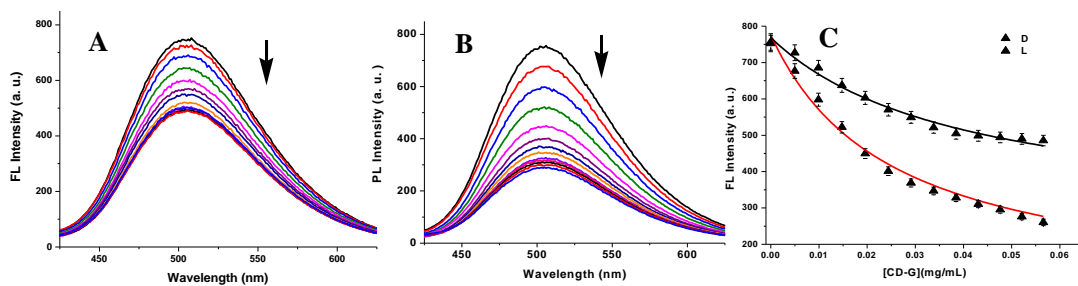 A
800
600
400
200
0
FL Intensity (a. u.)
450
500
550
600
Wavelength (nm)
B
800
600
400
200
0
PL Intensity (a. u.)
450
500
550
600
Wavelength (nm)
C
D
L
800
700
600
500
400
300
200
FL Intensity (a. u.)
0.00
0.01
0.02
0.03
0.04
0.05
0.06
[CD-G](mg/mL)